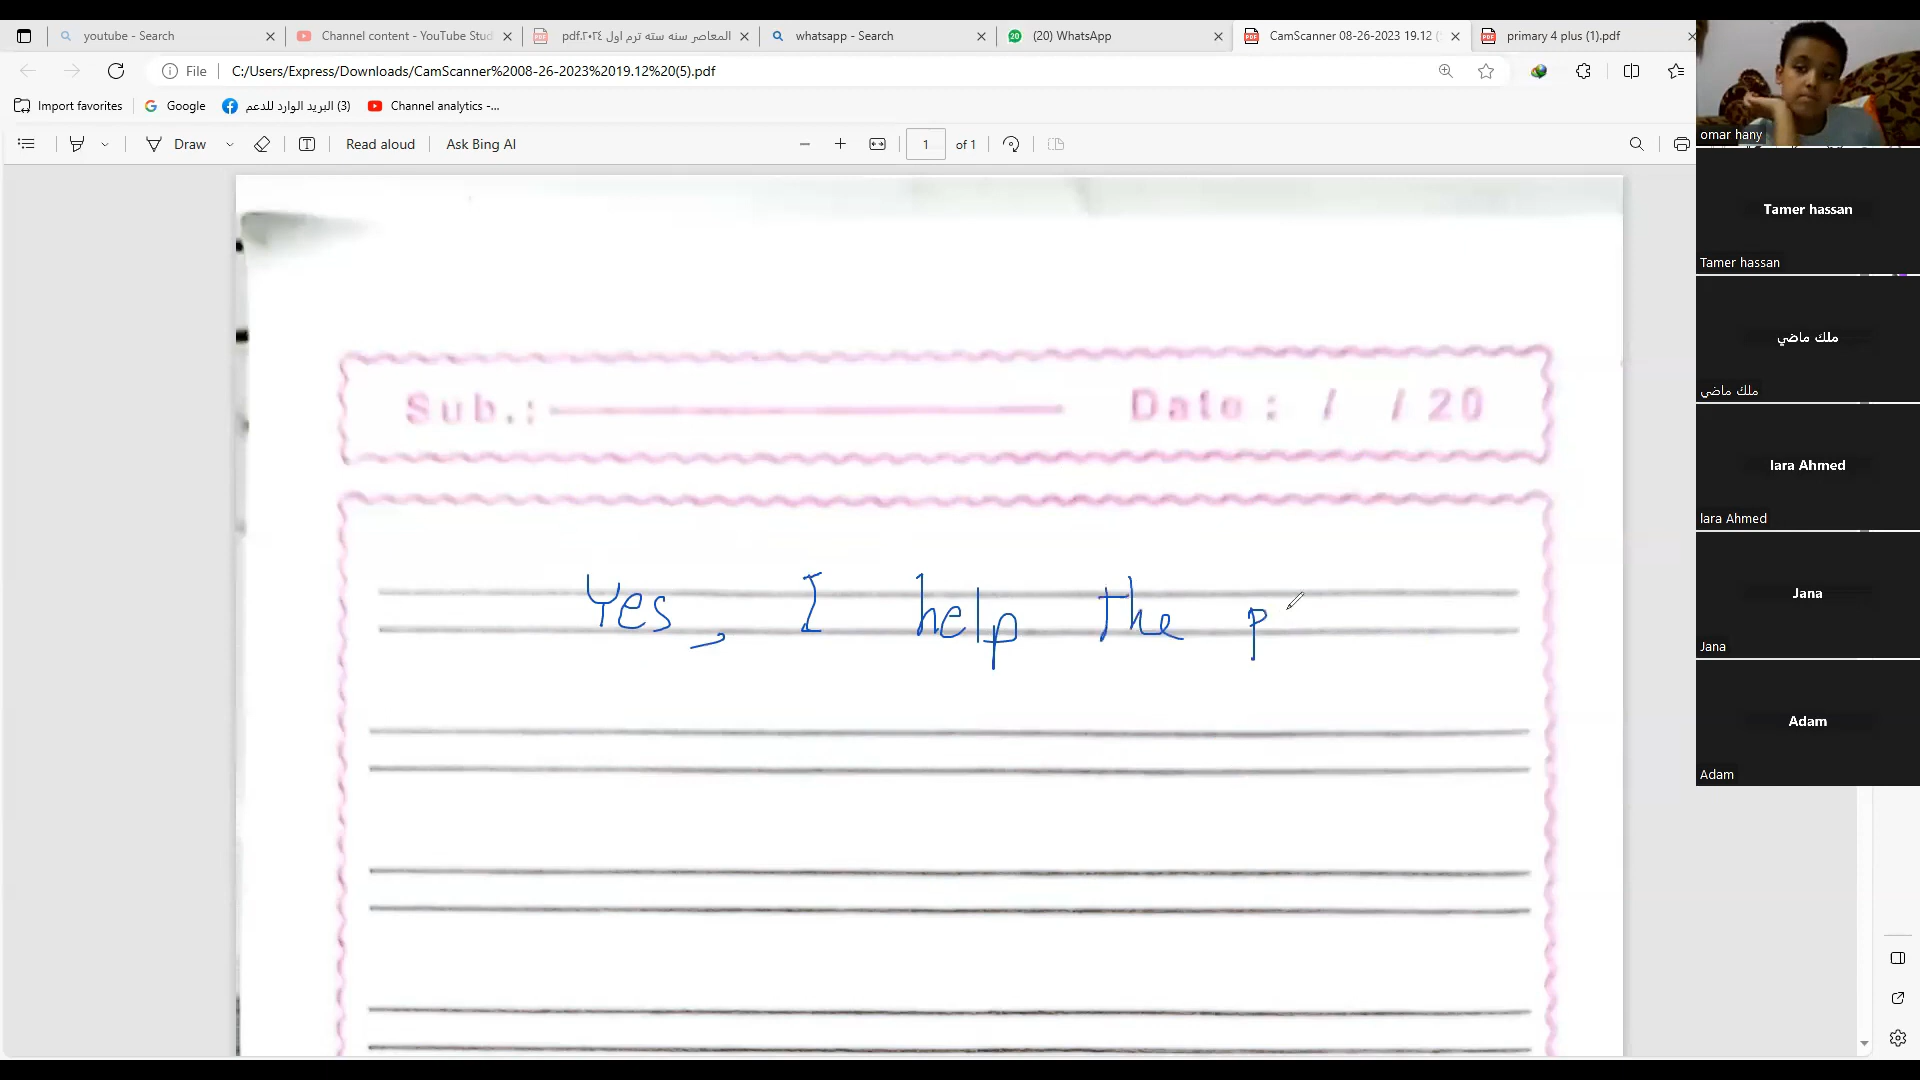 youtube - Search
Channel content - YouTube Stud
المعاصر سنه سته ترم اول ٢٠٢٤.pdf
whatsapp - Search
20
(20) WhatsApp
CamScanner 08-26-2023 19.12 (
primary 4 plus (1).pdf
File
C:/Users/Express/Downloads/CamScanner%2008-26-2023%2019.12%20(5).pdf
Import favorites
Google
(3) البريد الوارد للدعم
Channel analytics -...
Draw
Read aloud
Ask Bing AI
1
of 1
Sub.:
Date: / /20
Yes, I help the p
omar hany
Tamer hassan
Tamer hassan
ملك ماضي
ملك ماضي
lara Ahmed
lara Ahmed
Jana
Jana
Adam
Adam